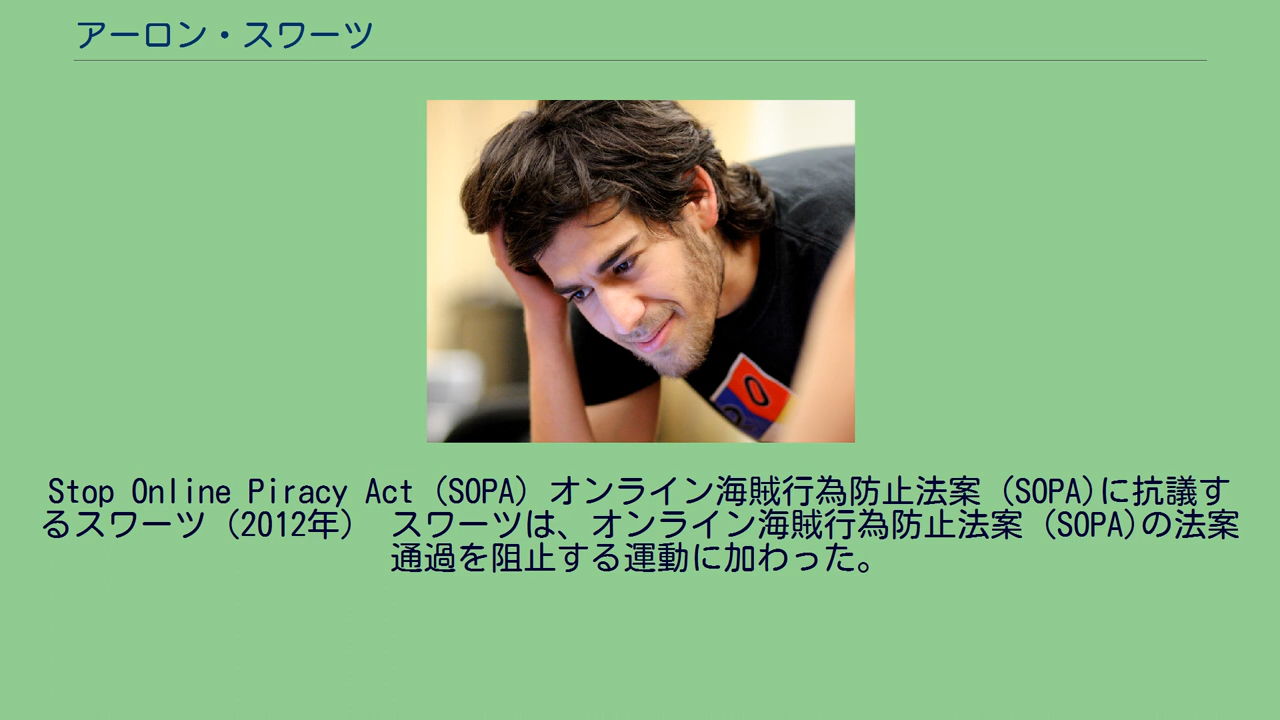 アーロン・スワーツ
Stop Online Piracy Act (SOPA) オンライン海賊行為防止法案 (SOPA)に抗議す
るスワーツ (2012年)　スワーツは、オンライン海賊行為防止法案 (SOPA)の法案
通過を阻止する運動に加わった。